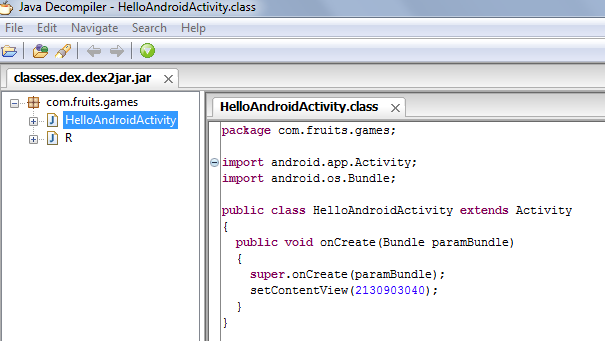 Java Decompiler - HelloAndroidActivity.class
File Edit Navigate Search Help
classes.dex.dex2jar.jar
com.fruits.games
HelloAndroidActivity
R
HelloAndroidActivity.class
package com.fruits.games;
import android.app.Activity;
import android.os.Bundle;
public class HelloAndroidActivity extends Activity
{
public void onCreate(Bundle paramBundle)
{
super.onCreate(paramBundle);
setContentView(2130903040);
}
}